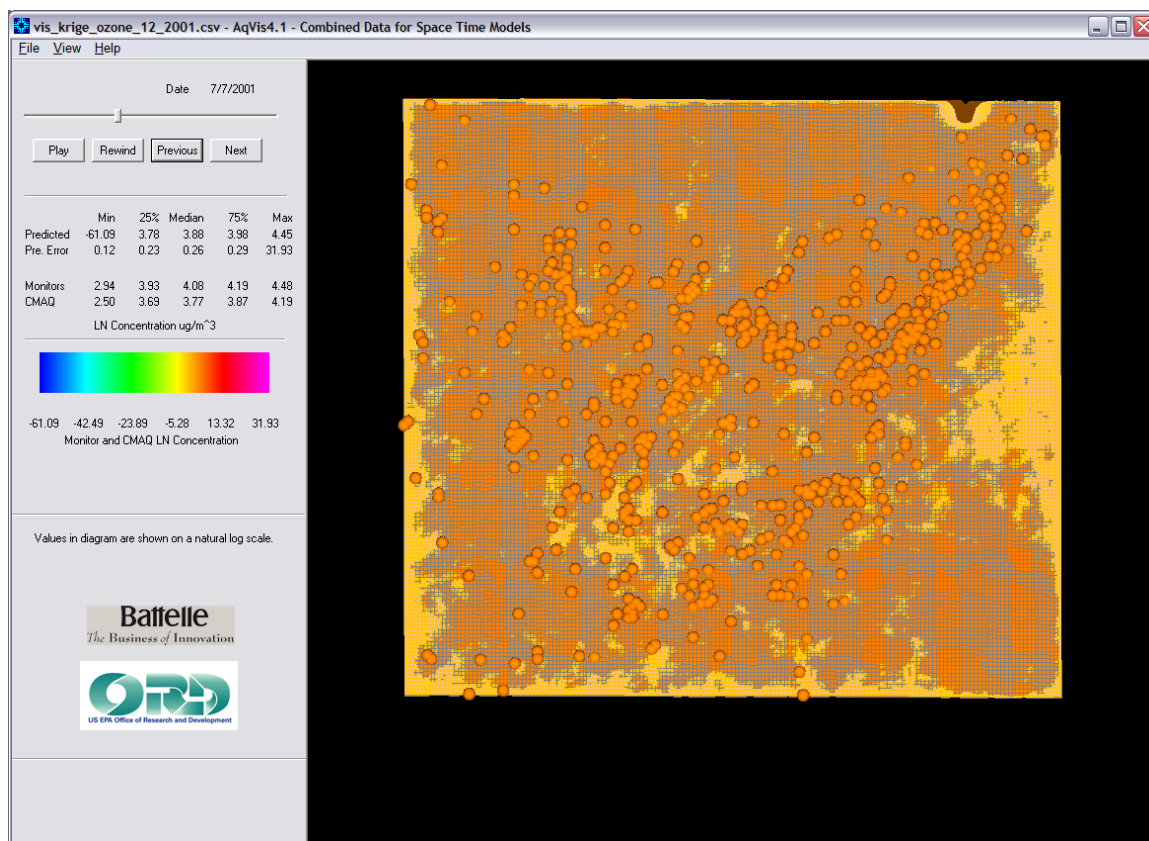 vis_krige_ozone_12_2001.csv - AqVis4.1 - Combined Data for Space Time Models
File View Help
Date 7/7/2001
Play Rewind Previous Next
Min 25% Median 75% Max
Predicted -61.09 3.78 3.88 3.98 4.45
Pre. Error 0.12 0.23 0.26 0.29 31.93
Monitors 2.94 3.93 4.08 4.19 4.48
CMAQ 2.50 3.69 3.77 3.87 4.19
LN Concentration ug/m^3
-61.09 -42.49 -23.89 -5.28 13.32 31.93
Monitor and CMAQ LN Concentration
Values in diagram are shown on a natural log scale.
Battelle
The Business of Innovation
ORD
US EPA Office of Research and Development